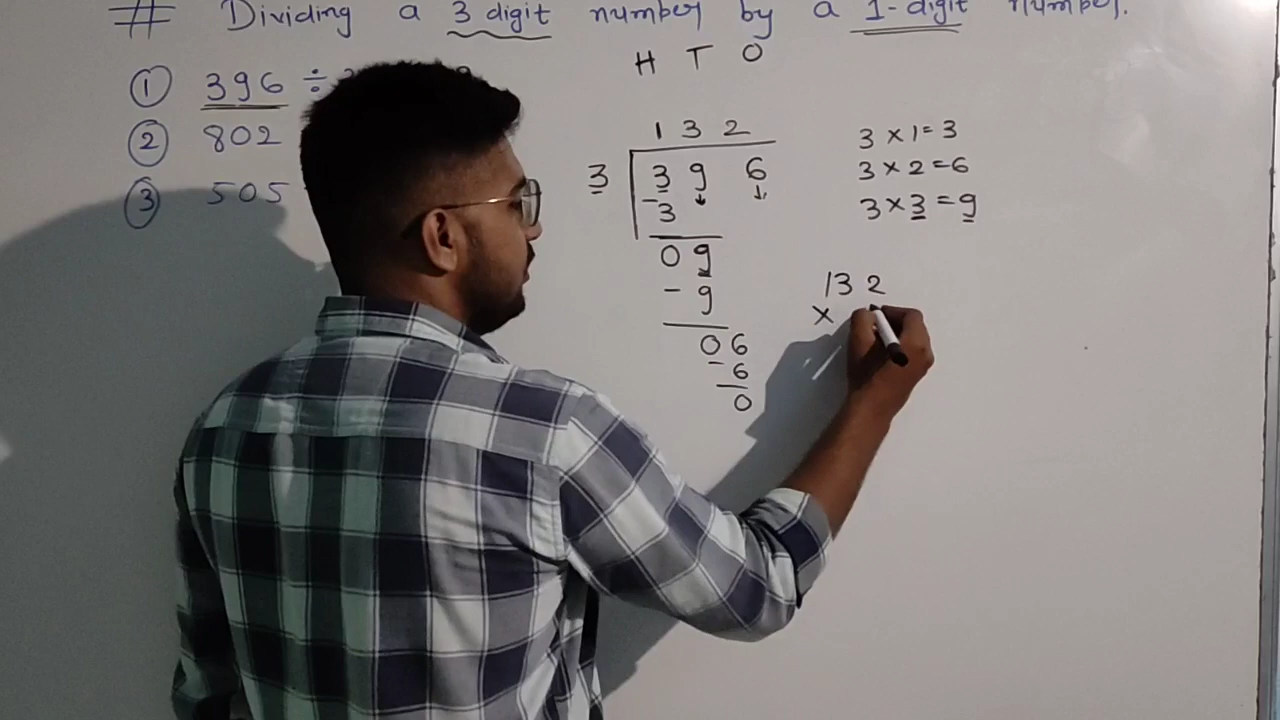 # Dividing a 3 digit number by a 1-digit number.
H T O
① 396 ÷
② 802
③ 505
132
3 396
-3
09
-9
06
-6
0
3 × 1 = 3
3 × 2 = 6
3 × 3 = 9
132
×